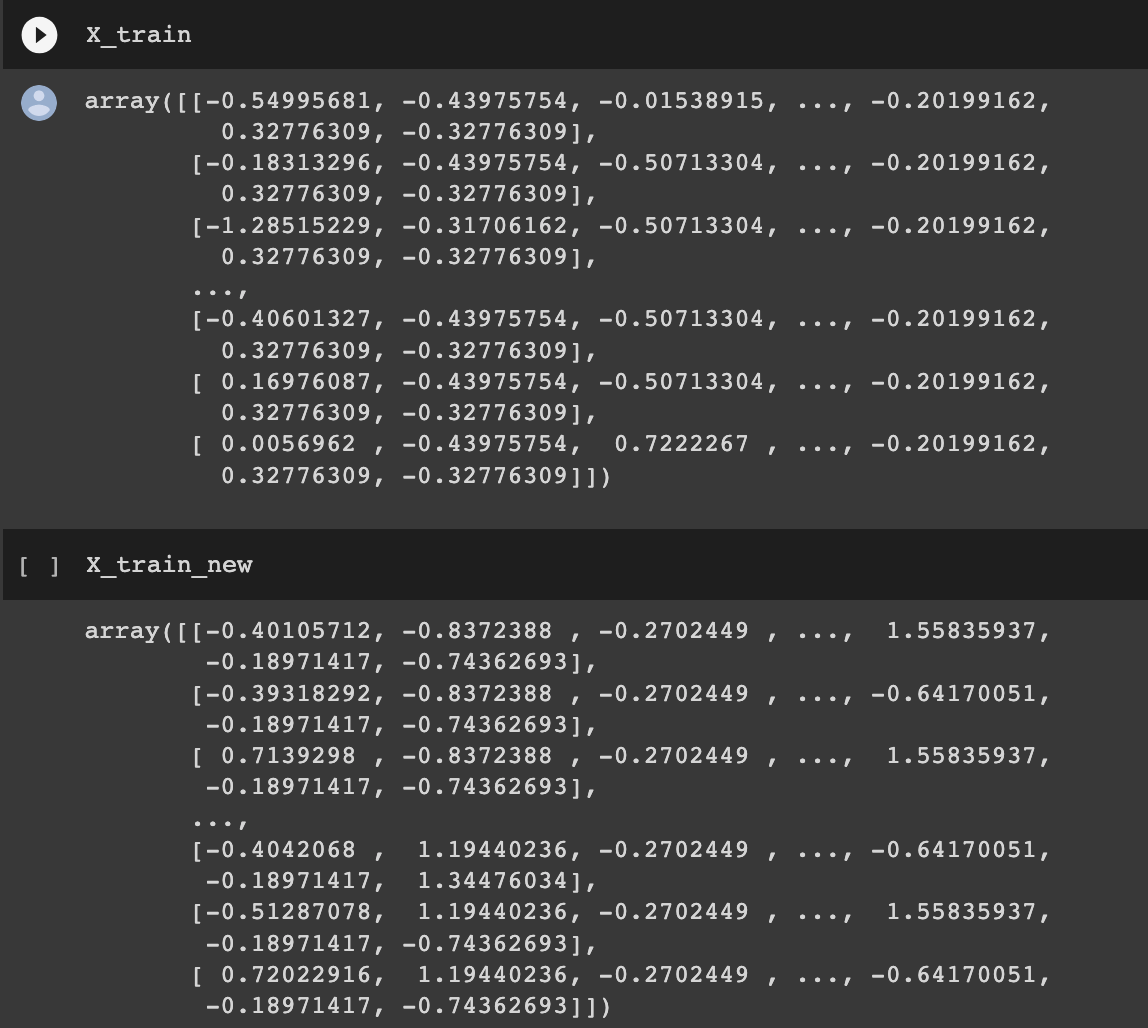 X_train
array([[-0.54995681, -0.43975754, -0.01538915, ..., -0.20199162,
         0.32776309, -0.32776309],
       [-0.18313296, -0.43975754, -0.50713304, ..., -0.20199162,
         0.32776309, -0.32776309],
       [-1.28515229, -0.31706162, -0.50713304, ..., -0.20199162,
         0.32776309, -0.32776309],
       ...,
       [-0.40601327, -0.43975754, -0.50713304, ..., -0.20199162,
         0.32776309, -0.32776309],
       [ 0.16976087, -0.43975754, -0.50713304, ..., -0.20199162,
         0.32776309, -0.32776309],
       [ 0.0056962 , -0.43975754,  0.7222267 , ..., -0.20199162,
         0.32776309, -0.32776309]])
[ ] X_train_new
array([[-0.40105712, -0.8372388 , -0.2702449 , ...,  1.55835937,
        -0.18971417, -0.74362693],
       [-0.39318292, -0.8372388 , -0.2702449 , ..., -0.64170051,
        -0.18971417, -0.74362693],
       [ 0.7139298 , -0.8372388 , -0.2702449 , ...,  1.55835937,
        -0.18971417, -0.74362693],
       ...,
       [-0.4042068 ,  1.19440236, -0.2702449 , ..., -0.64170051,
        -0.18971417,  1.34476034],
       [-0.51287078,  1.19440236, -0.2702449 , ...,  1.55835937,
        -0.18971417, -0.74362693],
       [ 0.72022916,  1.19440236, -0.2702449 , ..., -0.64170051,
        -0.18971417, -0.74362693]])